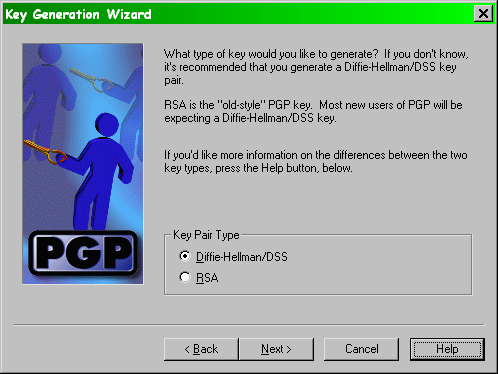 Key Generation Wizard
What type of key would you like to generate? If you don't know,
it's recommended that you generate a Diffie-Hellman/DSS key
pair.
RSA is the "old-style" PGP key. Most new users of PGP will be
expecting a Diffie-Hellman/DSS key.
If you'd like more information on the differences between the two
key types, press the Help button, below.
PGP
Key Pair Type
Diffie-Hellman/DSS
RSA
< Back Next > Cancel Help